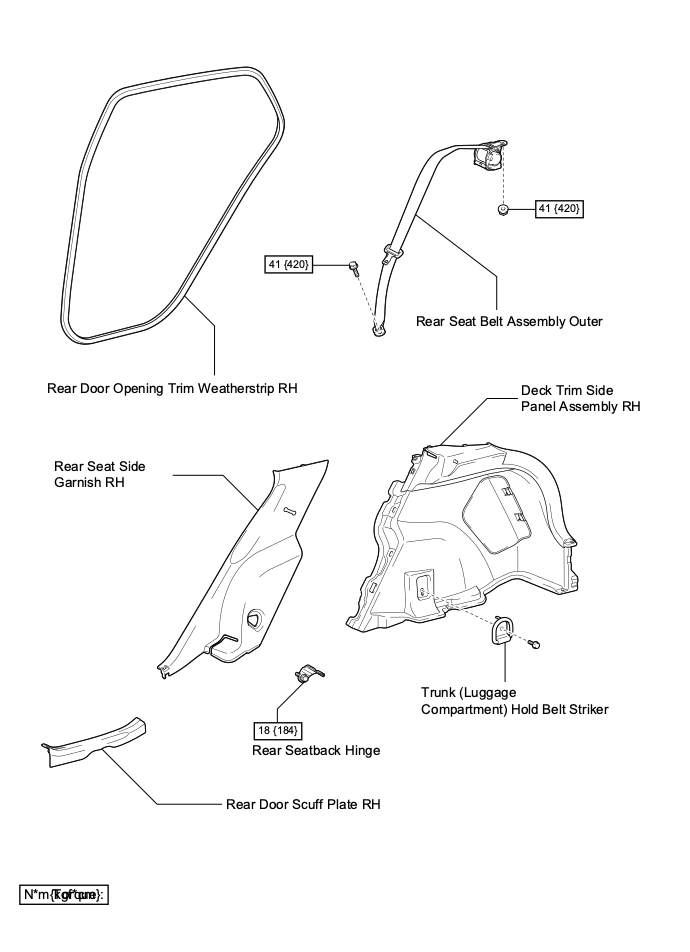 41 {420}
41 {420}
Rear Seat Belt Assembly Outer
Rear Door Opening Trim Weatherstrip RH
Deck Trim Side
Panel Assembly RH
Rear Seat Side
Garnish RH
Trunk (Luggage
Compartment) Hold Belt Striker
18 {184}
Rear Seatback Hinge
Rear Door Scuff Plate RH
N*m{kgf*cm}: